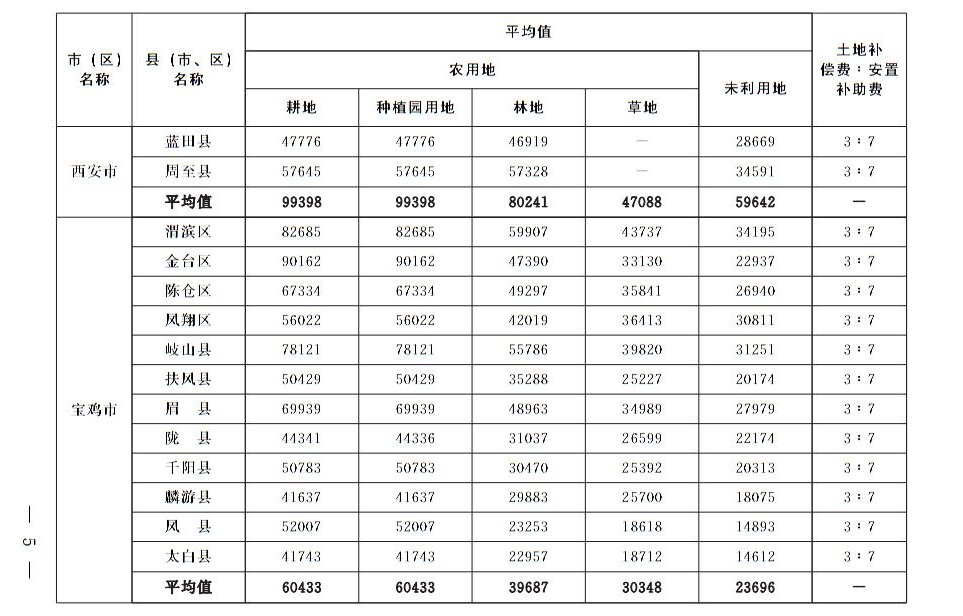 市（区）名称 县（市、区）名称 平均值 土地补偿费：安置补助费
农用地 未利用地
耕地 种植园用地 林地 草地
西安市 蓝田县 47776 47776 46919 — 28669 3：7
周至县 57645 57645 57328 — 34591 3：7
平均值 99398 99398 80241 47088 59642 —
宝鸡市 渭滨区 82685 82685 59907 43737 34195 3：7
金台区 90162 90162 47390 33130 22937 3：7
陈仓区 67334 67334 49297 35841 26940 3：7
凤翔区 56022 56022 42019 36413 30811 3：7
岐山县 78121 78121 55786 39820 31251 3：7
扶风县 50429 50429 35288 25227 20174 3：7
眉 县 69939 69939 48963 34989 27979 3：7
陇 县 44341 44336 31037 26599 22174 3：7
千阳县 50783 50783 30470 25392 20313 3：7
麟游县 41637 41637 29883 25700 18075 3：7
凤 县 52007 52007 23253 18618 14893 3：7
太白县 41743 41743 22957 18712 14612 3：7
平均值 60433 60433 39687 30348 23696 —
— 5 —